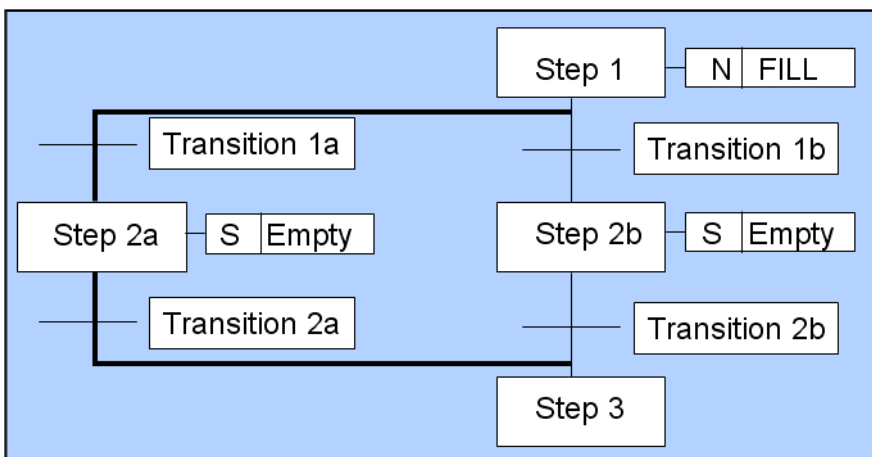 Step 1
N FILL
Transition 1a
Transition 1b
Step 2a
S Empty
Step 2b
S Empty
Transition 2a
Transition 2b
Step 3